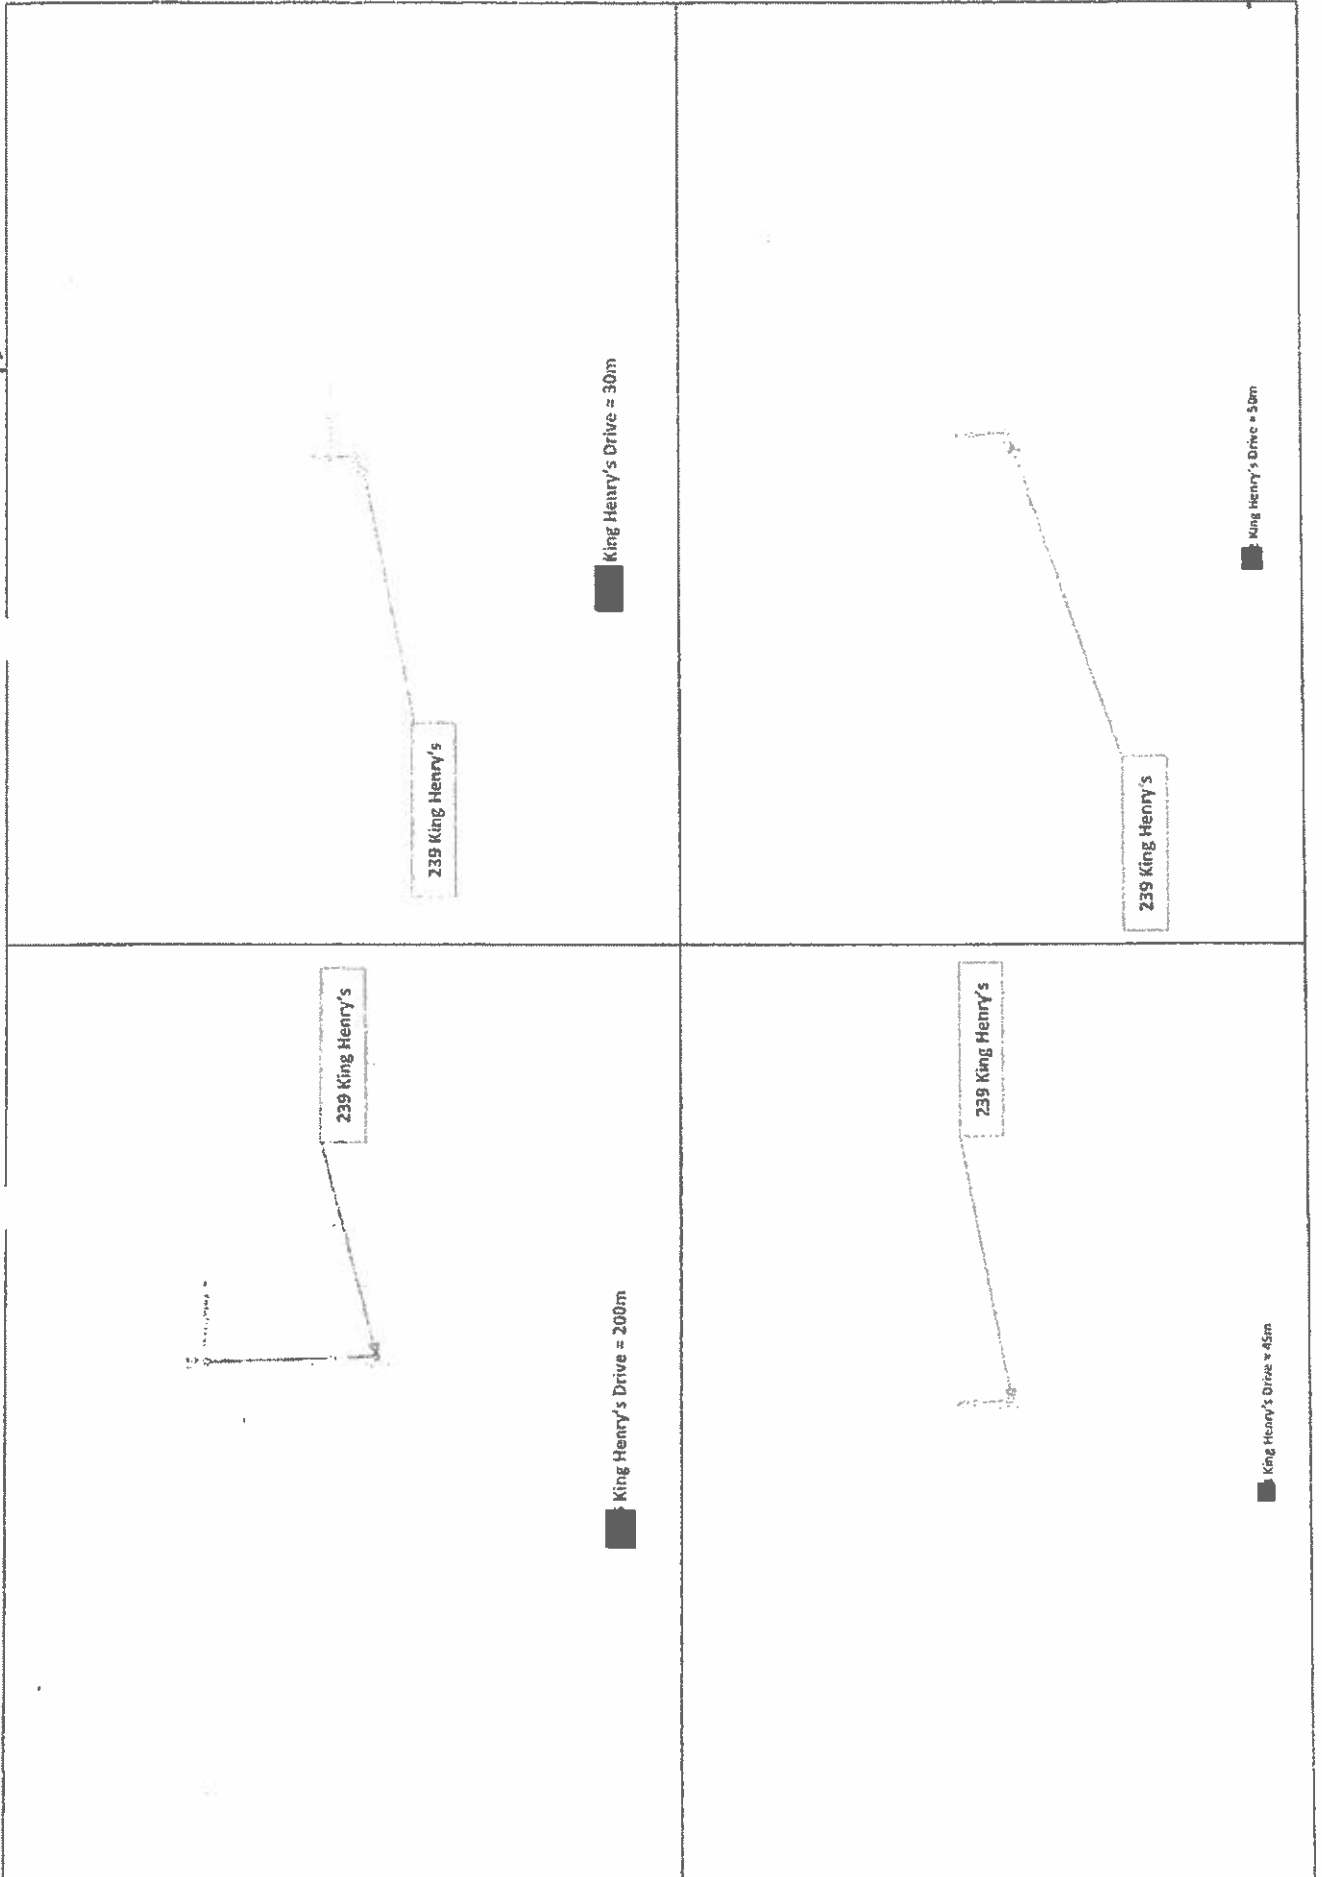 239 King Henry's
King Henry's Drive = 200m
239 King Henry's
King Henry's Drive = 30m
239 King Henry's
King Henry's Drive = 45m
239 King Henry's
King Henry's Drive = 50m